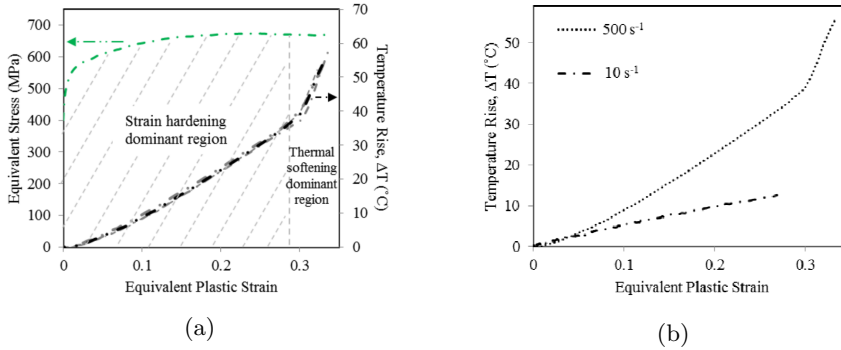 700
600
500
400
300
200
100
0
Equivalent Stress (MPa)
Strain hardening
dominant region
Thermal
softening
dominant
region
70
60
50
40
30
20
10
0
Temperature Rise, ΔT (˚C)
0
0.1
0.2
0.3
Equivalent Plastic Strain
(a)
50
40
30
20
10
0
Temperature Rise, ΔT (˚C)
500 s-1
10 s-1
0
0.1
0.2
0.3
Equivalent Plastic Strain
(b)